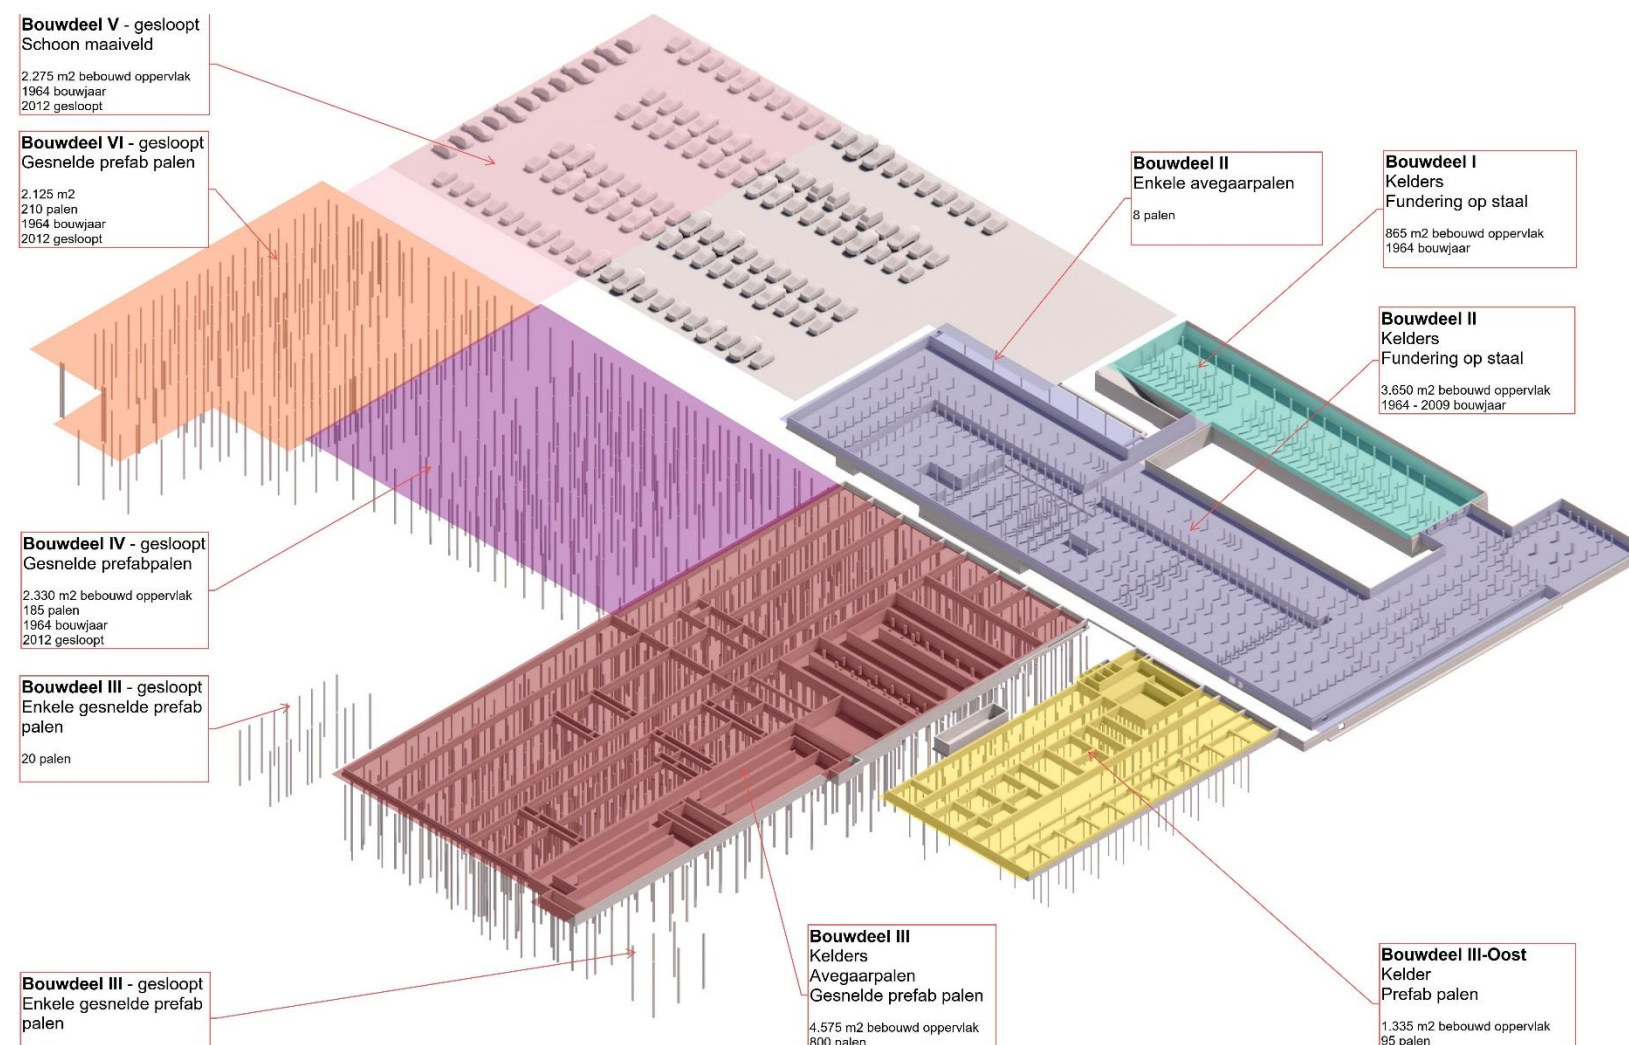 Bouwdeel V - gesloopt
Schoon maaiveld
2.275 m2 bebouwd oppervlak
1964 bouwjaar
2012 gesloopt
Bouwdeel VI - gesloopt
Gesnelde prefab palen
2.125 m2
210 palen
1964 bouwjaar
2012 gesloopt
Bouwdeel II
Enkele avegaarpalen
8 palen
Bouwdeel I
Kelders
Fundering op staal
865 m2 bebouwd oppervlak
1964 bouwjaar
Bouwdeel II
Kelders
Fundering op staal
3.650 m2 bebouwd oppervlak
1964 - 2009 bouwjaar
Bouwdeel IV - gesloopt
Gesnelde prefabpalen
2.330 m2 bebouwd oppervlak
185 palen
1964 bouwjaar
2012 gesloopt
Bouwdeel III - gesloopt
Enkele gesnelde prefab
palen
20 palen
Bouwdeel III - gesloopt
Enkele gesnelde prefab
palen
Bouwdeel III
Kelders
Avegaarpalen
Gesnelde prefab palen
4.575 m2 bebouwd oppervlak
800 palen
Bouwdeel III-Oost
Kelder
Prefab palen
1.335 m2 bebouwd oppervlak
95 palen